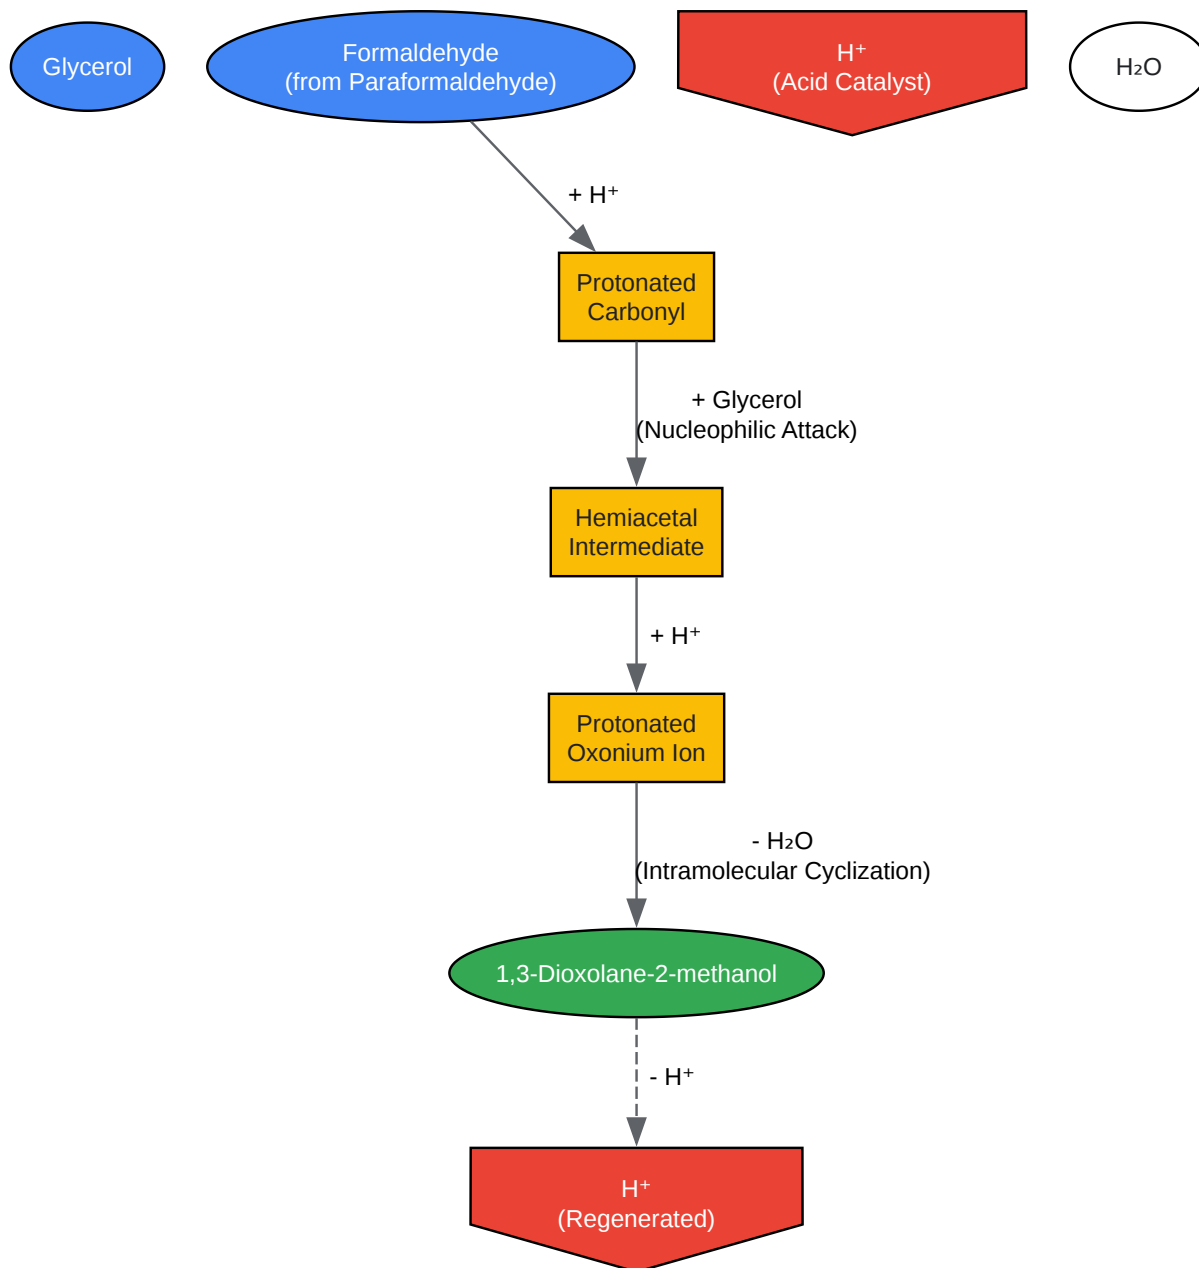 Glycerol
Formaldehyde
(from Paraformaldehyde)
H⁺
(Acid Catalyst)
H₂O
+ H⁺
Protonated
Carbonyl
+ Glycerol
(Nucleophilic Attack)
Hemiacetal
Intermediate
+ H⁺
Protonated
Oxonium Ion
- H₂O
(Intramolecular Cyclization)
1,3-Dioxolane-2-methanol
- H⁺
H⁺
(Regenerated)